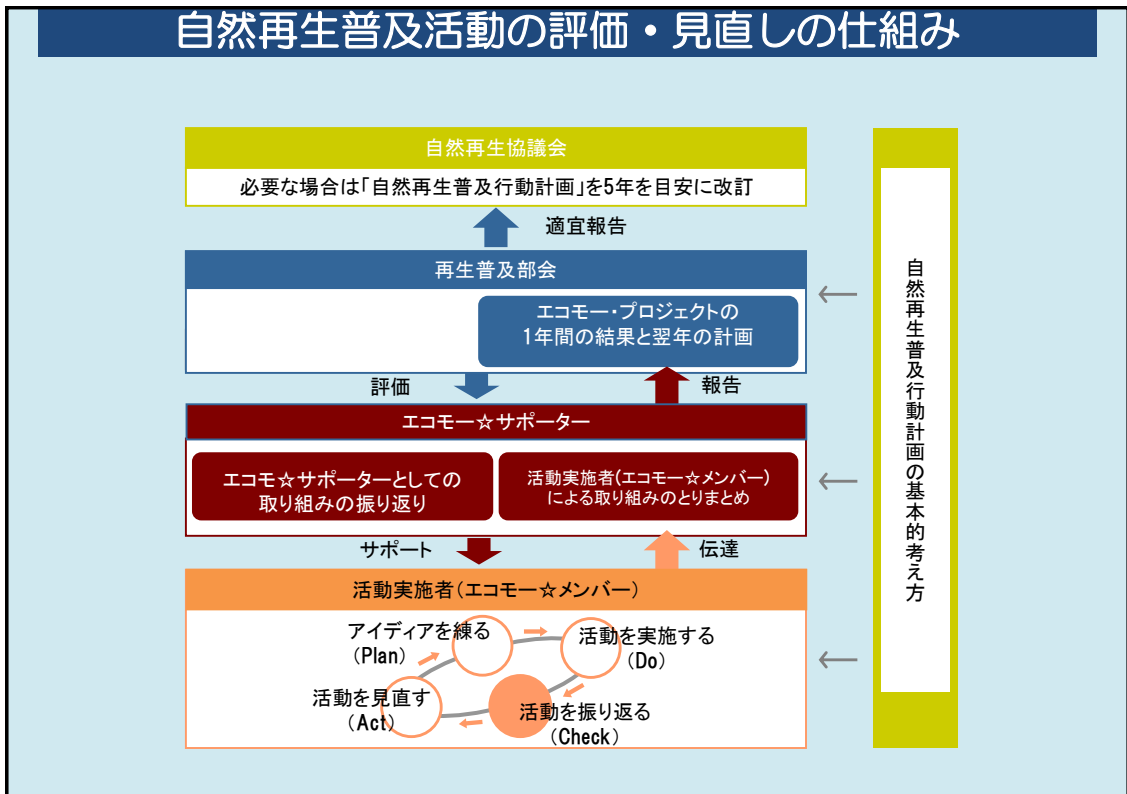 自然再生普及活動の評価・見直しの仕組み
自然再生協議会
必要な場合は「自然再生普及行動計画」を5年を目安に改訂
適宜報告
再生普及部会
エコモー・プロジェクトの
1年間の結果と翌年の計画
評価
報告
エコモー☆サポーター
エコモ☆サポーターとしての
取り組みの振り返り
活動実施者(エコモー☆メンバー)
による取り組みのとりまとめ
サポート
伝達
活動実施者(エコモー☆メンバー)
アイディアを練る
(Plan)
活動を実施する
(Do)
活動を見直す
(Act)
活動を振り返る
(Check)
自然再生普及行動計画の基本的考え方